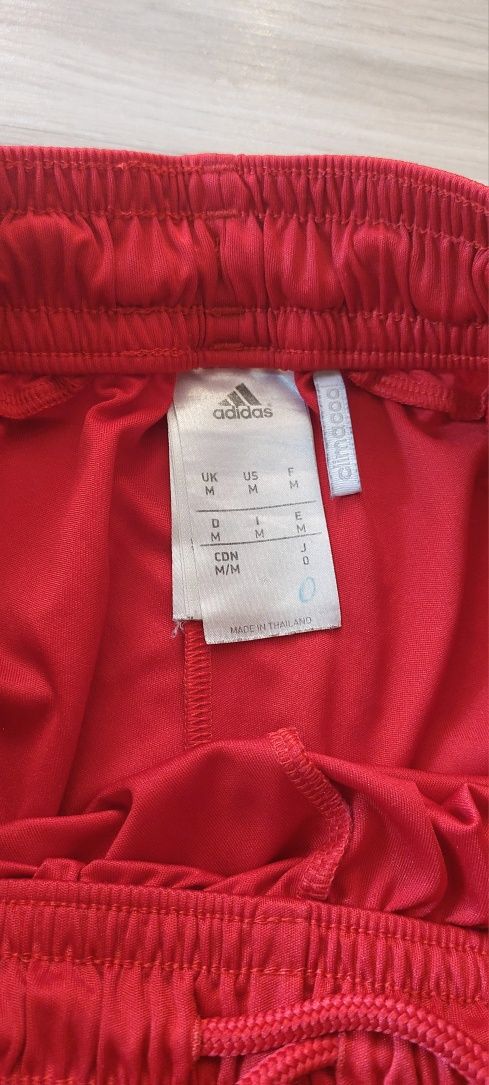 adidas
climacool
UK US F
M M M
D I E
M M M
CDN J
M/M O
O
MADE IN THAILAND